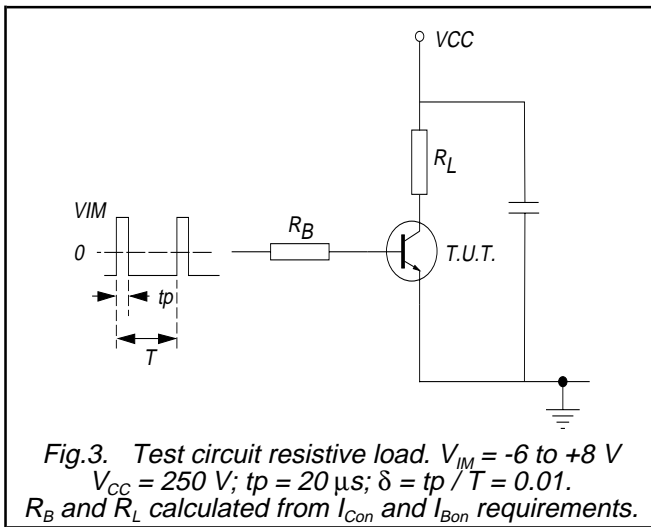 VCC
R_L
VIM
R_B
0
T.U.T.
tp
T
Fig.3. Test circuit resistive load. V_IM = -6 to +8 V
V_CC = 250 V; tp = 20 μs; δ = tp / T = 0.01.
R_B and R_L calculated from I_Con and I_Bon requirements.